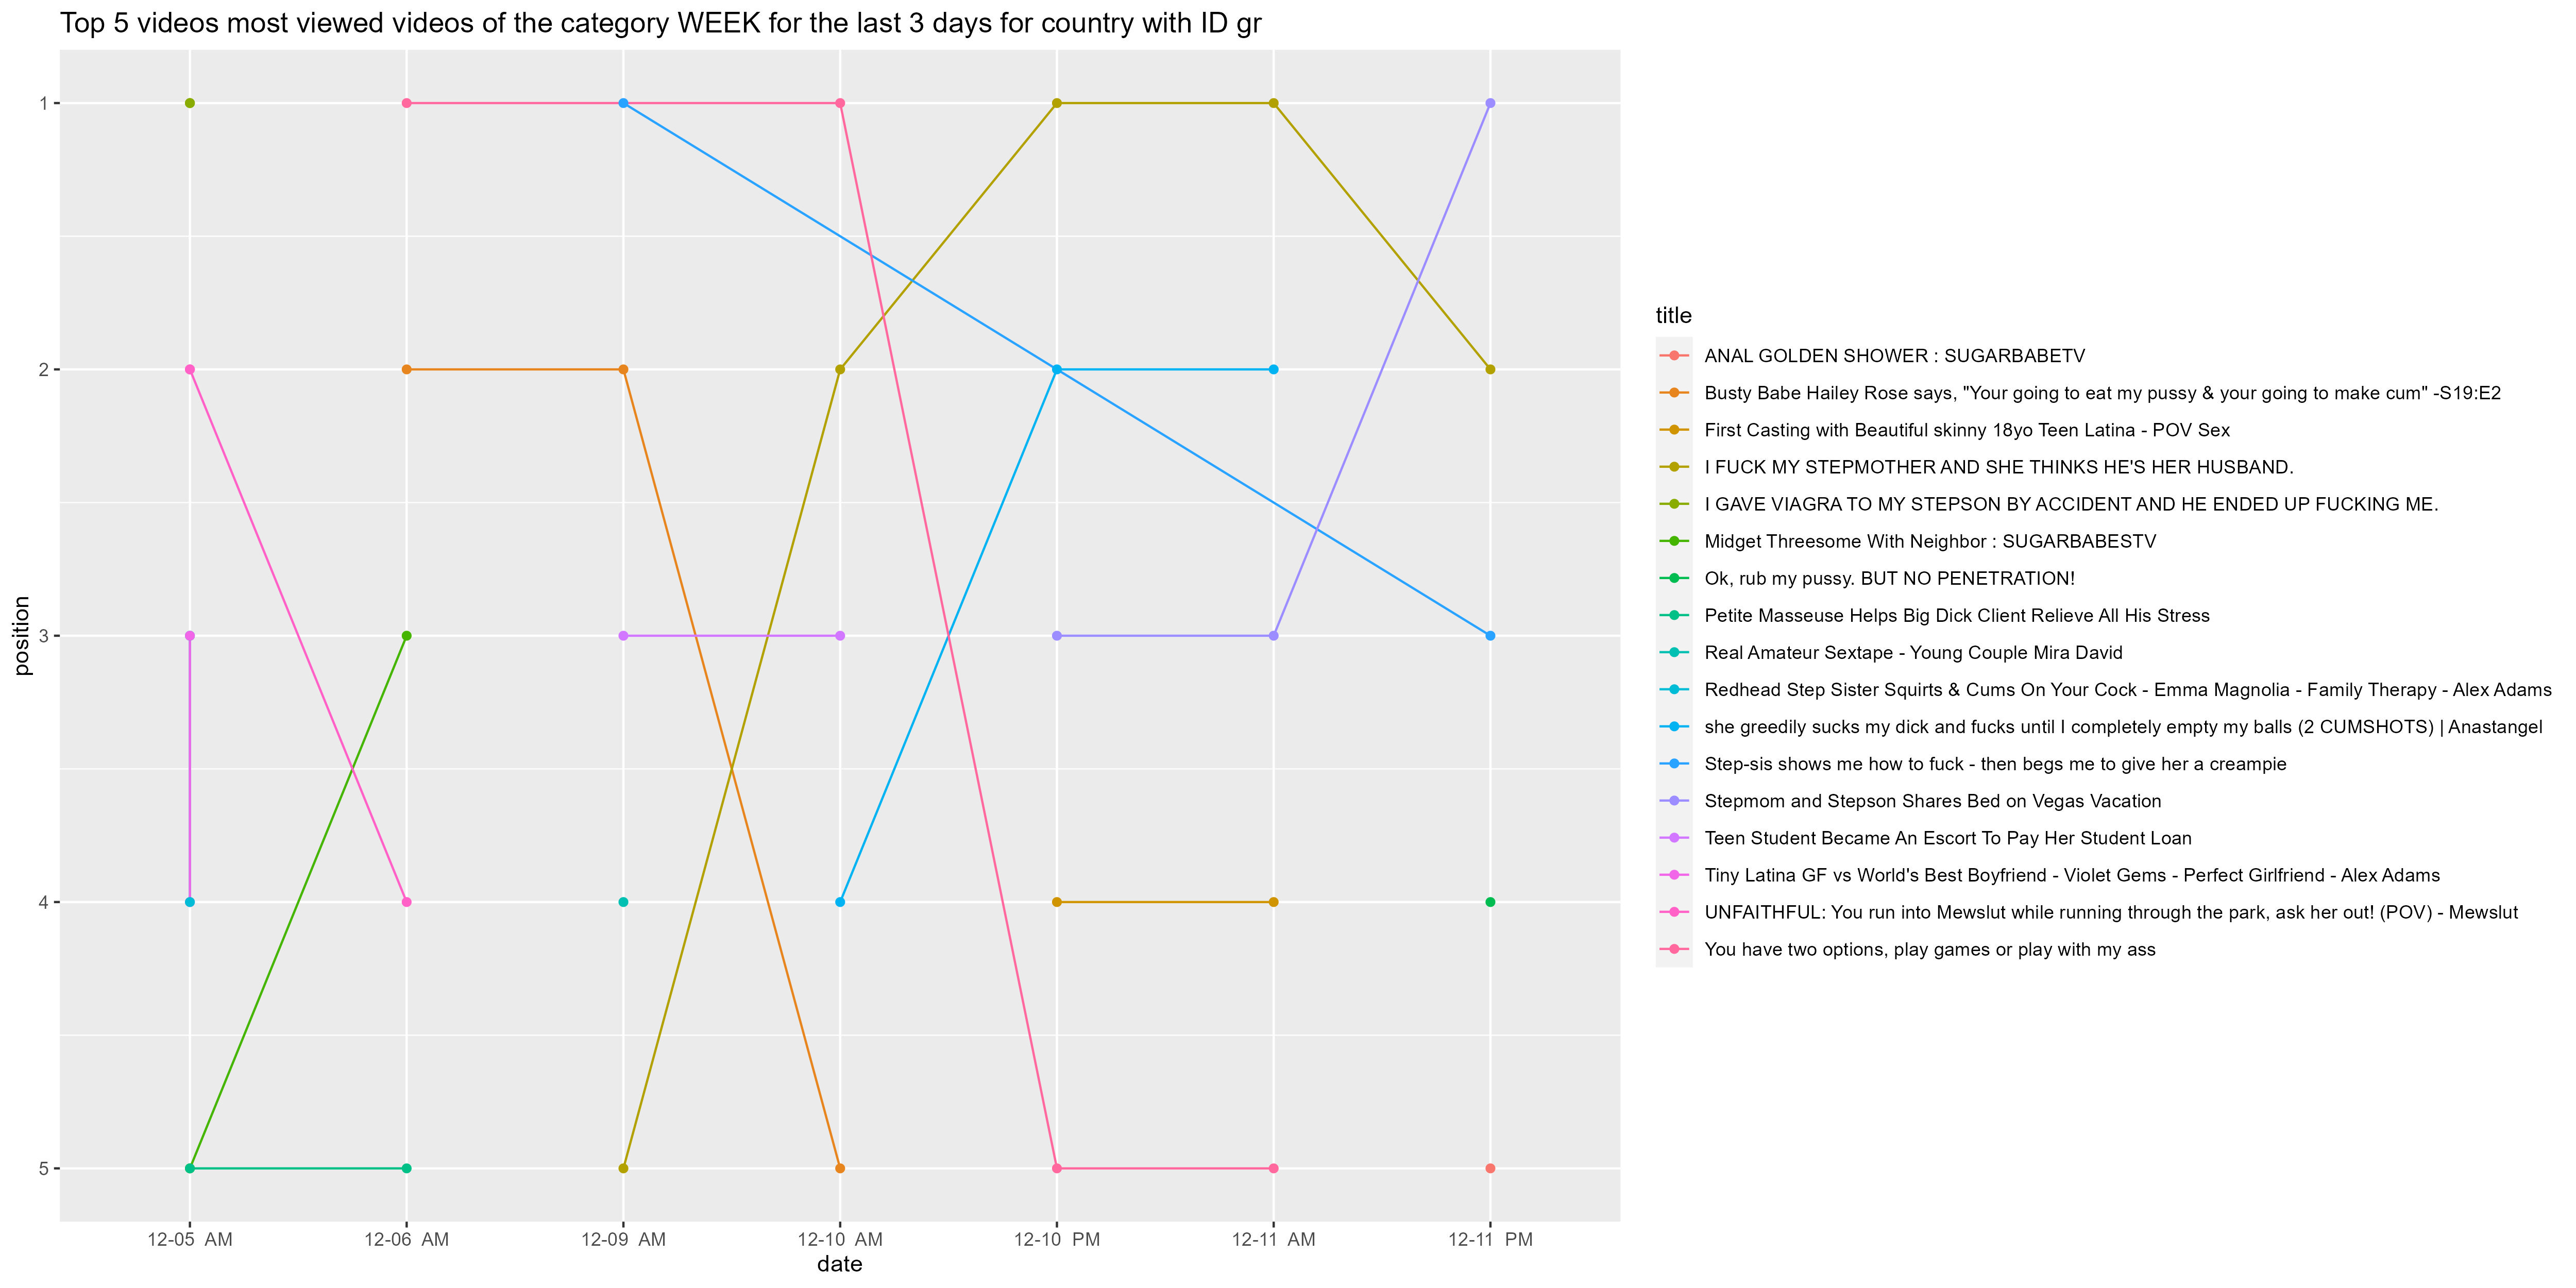 Top 5 videos most viewed videos of the category WEEK for the last 3 days for country with ID gr
1
2
3
4
5
position
12-05 AM
12-06 AM
12-09 AM
12-10 AM
12-10 PM
12-11 AM
12-11 PM
date
title
ANAL GOLDEN SHOWER : SUGARBABETV
Busty Babe Hailey Rose says, "Your going to eat my pussy & your going to make cum" -S19:E2
First Casting with Beautiful skinny 18yo Teen Latina - POV Sex
I FUCK MY STEPMOTHER AND SHE THINKS HE'S HER HUSBAND.
I GAVE VIAGRA TO MY STEPSON BY ACCIDENT AND HE ENDED UP FUCKING ME.
Midget Threesome With Neighbor : SUGARBABESTV
Ok, rub my pussy. BUT NO PENETRATION!
Petite Masseuse Helps Big Dick Client Relieve All His Stress
Real Amateur Sextape - Young Couple Mira David
Redhead Step Sister Squirts & Cums On Your Cock - Emma Magnolia - Family Therapy - Alex Adams
she greedily sucks my dick and fucks until I completely empty my balls (2 CUMSHOTS) | Anastangel
Step-sis shows me how to fuck - then begs me to give her a creampie
Stepmom and Stepson Shares Bed on Vegas Vacation
Teen Student Became An Escort To Pay Her Student Loan
Tiny Latina GF vs World's Best Boyfriend - Violet Gems - Perfect Girlfriend - Alex Adams
UNFAITHFUL: You run into Mewslut while running through the park, ask her out! (POV) - Mewslut
You have two options, play games or play with my ass